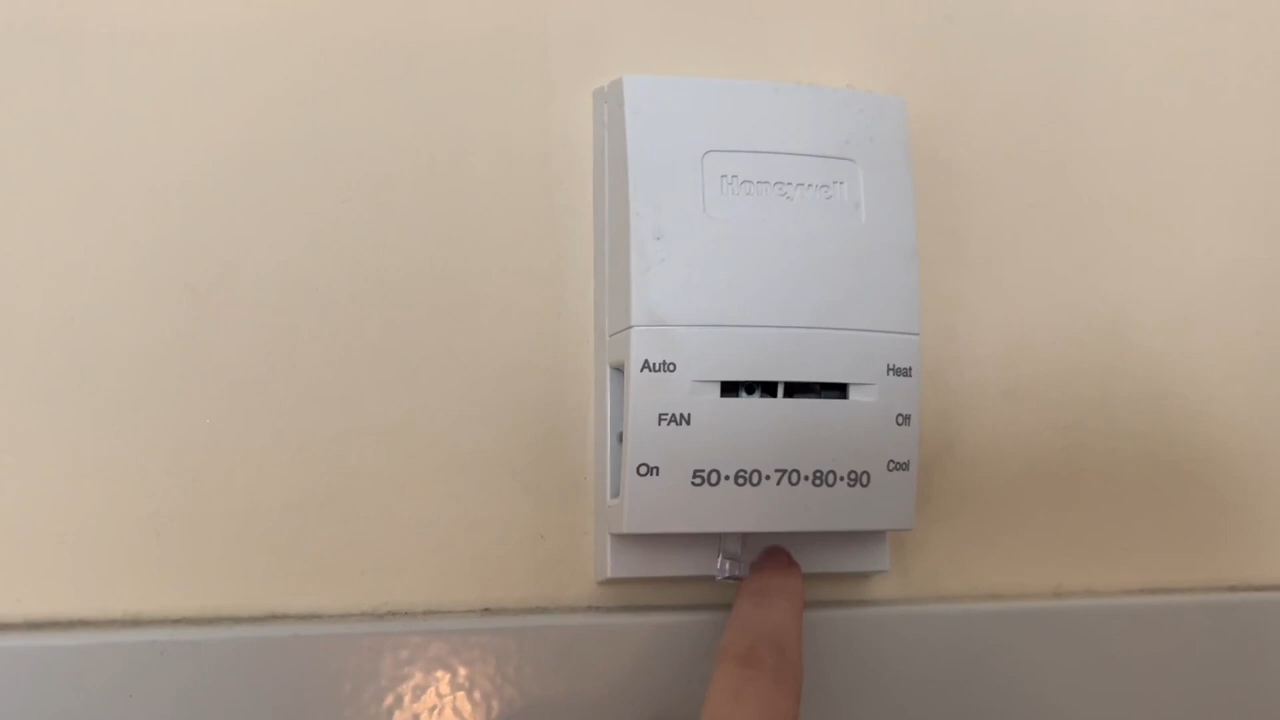 Honeywell
Auto
Heat
FAN
Off
On
Cool
50•60•70•80•90